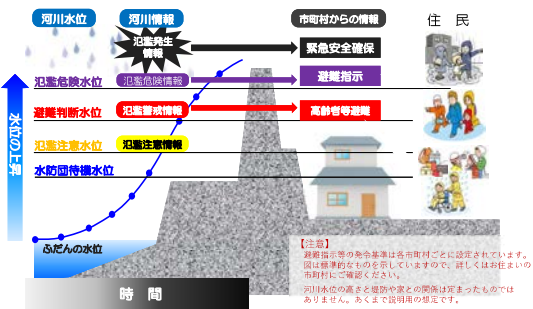 河川水位
河川情報
市町村からの情報
住 民
氾濫発生
情報
緊急安全確保
氾濫危険水位
氾濫危険情報
避難指示
避難判断水位
氾濫警戒情報
高齢者等避難
氾濫注意水位
氾濫注意情報
水防団待機水位
水位の上昇
ふだんの水位
時 間
【注意】
避難指示等の発令基準は各市町村ごとに設定されています。
図は標準的なものを示していますので、詳しくはお住まいの
市町村にご確認ください。
河川水位の高さと堤防や家との関係は定まったものでは
ありません。あくまで説明用の想定です。